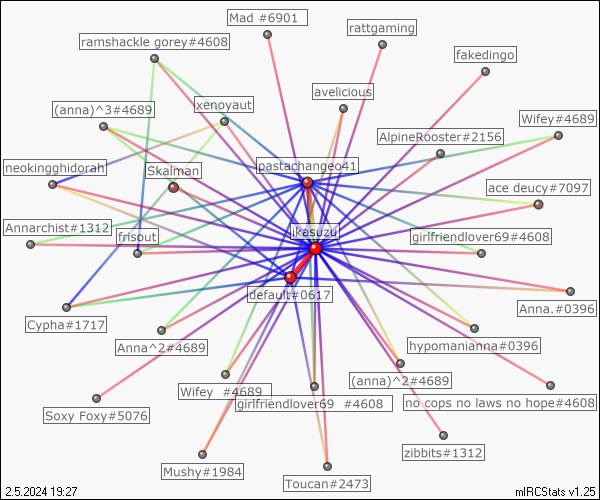 Mad #6901
ramshackle gorey#4608
rattgaming
fakedingo
avelicious
(anna)^3#4689
xenoyaut
Wifey#4689
AlpineRooster#2156
neokingghidorah
Skalman
pastachangeo41
ace deucy#7097
Annarchist#1312
frisout
ikasuzu
girlfriendlover69#4608
default#0617
Anna.#0396
Cypha#1717
Anna^2#4689
hypomanianna#0396
(anna)^2#4689
Wifey #4689
girlfriendlover69 #4608
no cops no laws no hope#4608
Soxy Foxy#5076
zibbits#1312
Mushy#1984
Toucan#2473
2.5.2024 19:27
mIRCStats v1.25